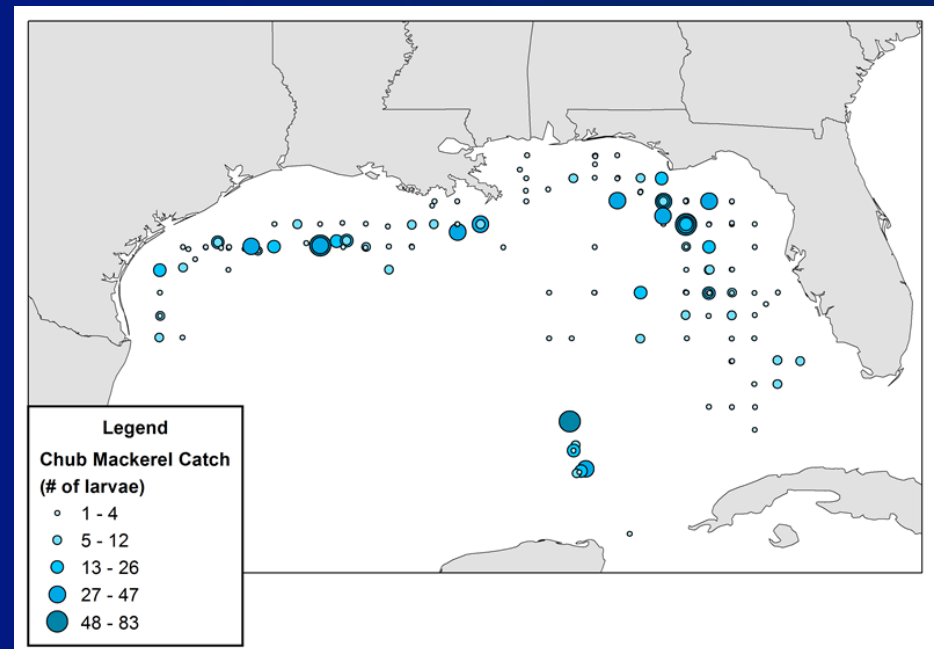 Legend
Chub Mackerel Catch
(# of larvae)
1 - 4
5 - 12
13 - 26
27 - 47
48 - 83